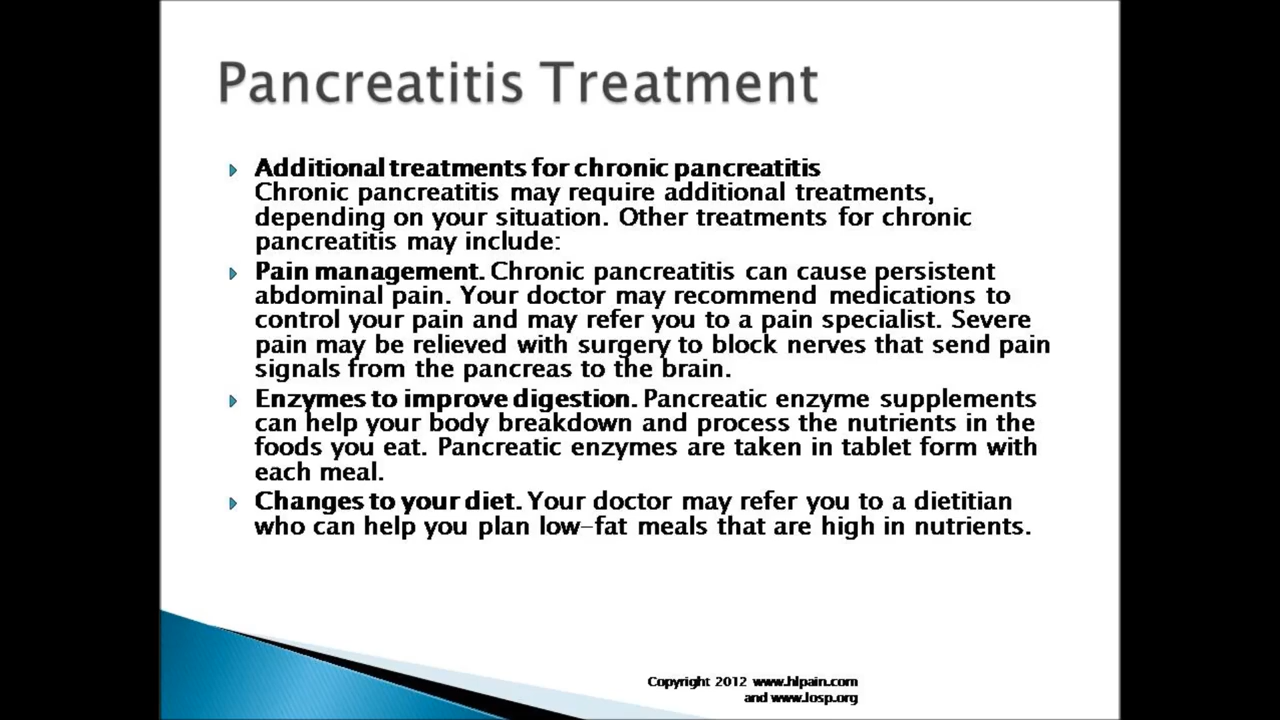 Pancreatitis Treatment
Additional treatments for chronic pancreatitis
Chronic pancreatitis may require additional treatments,
depending on your situation. Other treatments for chronic
pancreatitis may include:
Pain management. Chronic pancreatitis can cause persistent
abdominal pain. Your doctor may recommend medications to
control your pain and may refer you to a pain specialist. Severe
pain may be relieved with surgery to block nerves that send pain
signals from the pancreas to the brain.
Enzymes to improve digestion. Pancreatic enzyme supplements
can help your body breakdown and process the nutrients in the
foods you eat. Pancreatic enzymes are taken in tablet form with
each meal.
Changes to your diet. Your doctor may refer you to a dietitian
who can help you plan low-fat meals that are high in nutrients.
Copyright 2012 www.hlpain.com
and www.losp.org